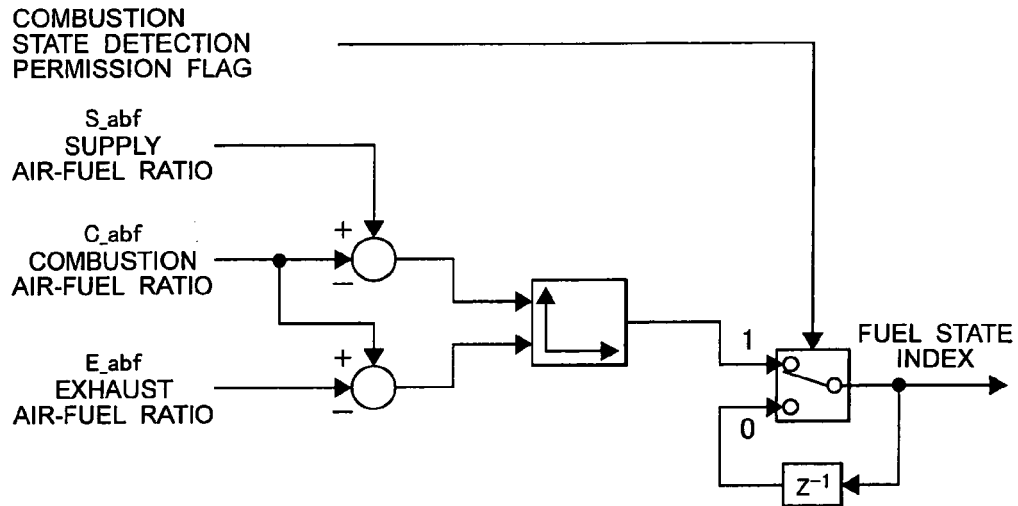 COMBUSTION
STATE DETECTION
PERMISSION FLAG
S_abf
SUPPLY
AIR-FUEL RATIO
C_abf
COMBUSTION
AIR-FUEL RATIO
E_abf
EXHAUST
AIR-FUEL RATIO
+
−
+
−
1
0
FUEL STATE
INDEX
Z⁻¹